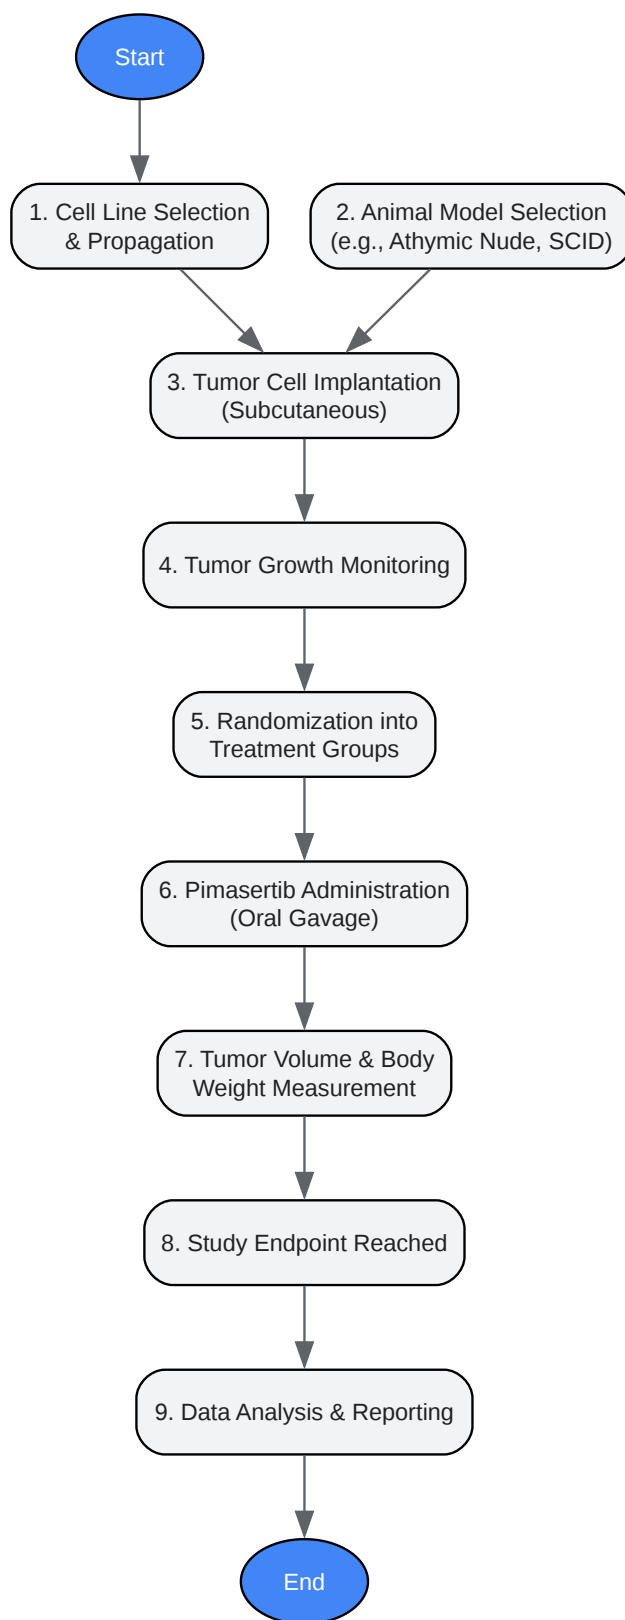 Start
1. Cell Line Selection
& Propagation
2. Animal Model Selection
(e.g., Athymic Nude, SCID)
3. Tumor Cell Implantation
(Subcutaneous)
4. Tumor Growth Monitoring
5. Randomization into
Treatment Groups
6. Pimasertib Administration
(Oral Gavage)
7. Tumor Volume & Body
Weight Measurement
8. Study Endpoint Reached
9. Data Analysis & Reporting
End